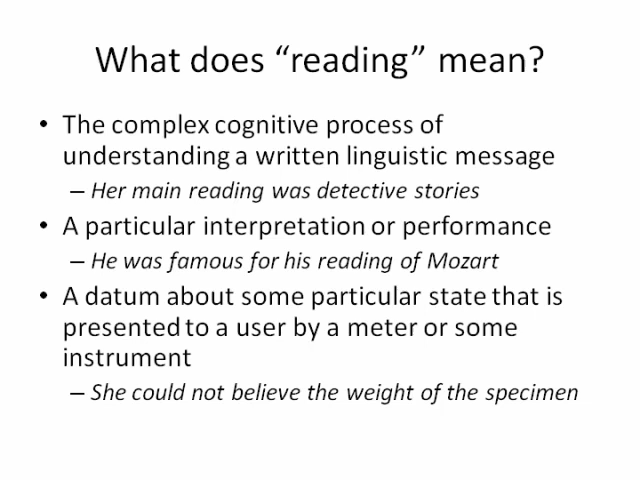 What does “reading” mean?
• The complex cognitive process of
understanding a written linguistic message
– Her main reading was detective stories
• A particular interpretation or performance
– He was famous for his reading of Mozart
• A datum about some particular state that is
presented to a user by a meter or some
instrument
– She could not believe the weight of the specimen